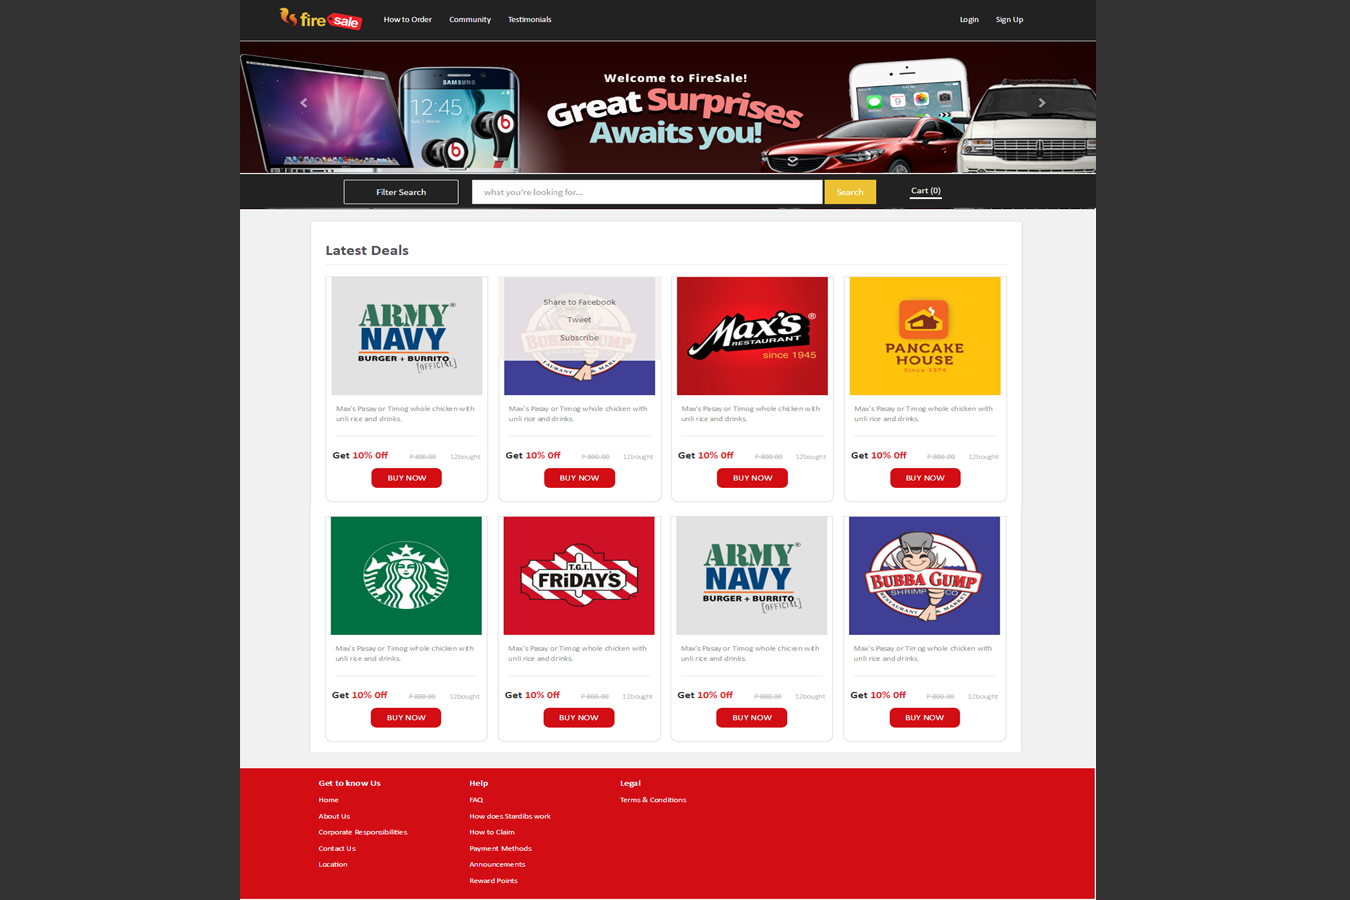 fire sale
How to Order
Community
Testimonials
Login
Sign Up
SAMSUNG
12:45
Welcome to FireSale!
Great Surprises
Awaits you!
Filter Search
what you're looking for...
Search
Cart (0)
Latest Deals
ARMY
NAVY
BURGER + BURRITO
[OFFICIAL]
Share to Facebook
Tweet
Subscribe
BUBBA GUMP
Max's
RESTAURANT
since 1945
PANCAKE
HOUSE
Since 1974
Max's Pasay or Timog whole chicken with
unli rice and drinks.
Max's Pasay or Timog whole chicken with
unli rice and drinks.
Max's Pasay or Timog whole chicken with
unli rice and drinks.
Max's Pasay or Timog whole chicken with
unli rice and drinks.
Get 10% Off P 800.00 12bought
Get 10% Off P 800.00 12bought
Get 10% Off P 800.00 12bought
Get 10% Off P 800.00 12bought
BUY NOW
BUY NOW
BUY NOW
BUY NOW
T.G.I.
FRiDAY'S
ARMY
NAVY
BURGER + BURRITO
[OFFICIAL]
BUBBA GUMP
SHRIMP CO
RESTAURANT & MARKET
Max's Pasay or Timog whole chicken with
unli rice and drinks.
Max's Pasay or Timog whole chicken with
unli rice and drinks.
Max's Pasay or Timog whole chicken with
unli rice and drinks.
Max's Pasay or Timog whole chicken with
unli rice and drinks.
Get 10% Off P 800.00 12bought
Get 10% Off P 800.00 12bought
Get 10% Off P 800.00 12bought
Get 10% Off P 800.00 12bought
BUY NOW
BUY NOW
BUY NOW
BUY NOW
Get to know Us
Home
About Us
Corporate Responsibilities
Contact Us
Location
Help
FAQ
How does Stardibs work
How to Claim
Payment Methods
Announcements
Reward Points
Legal
Terms & Conditions